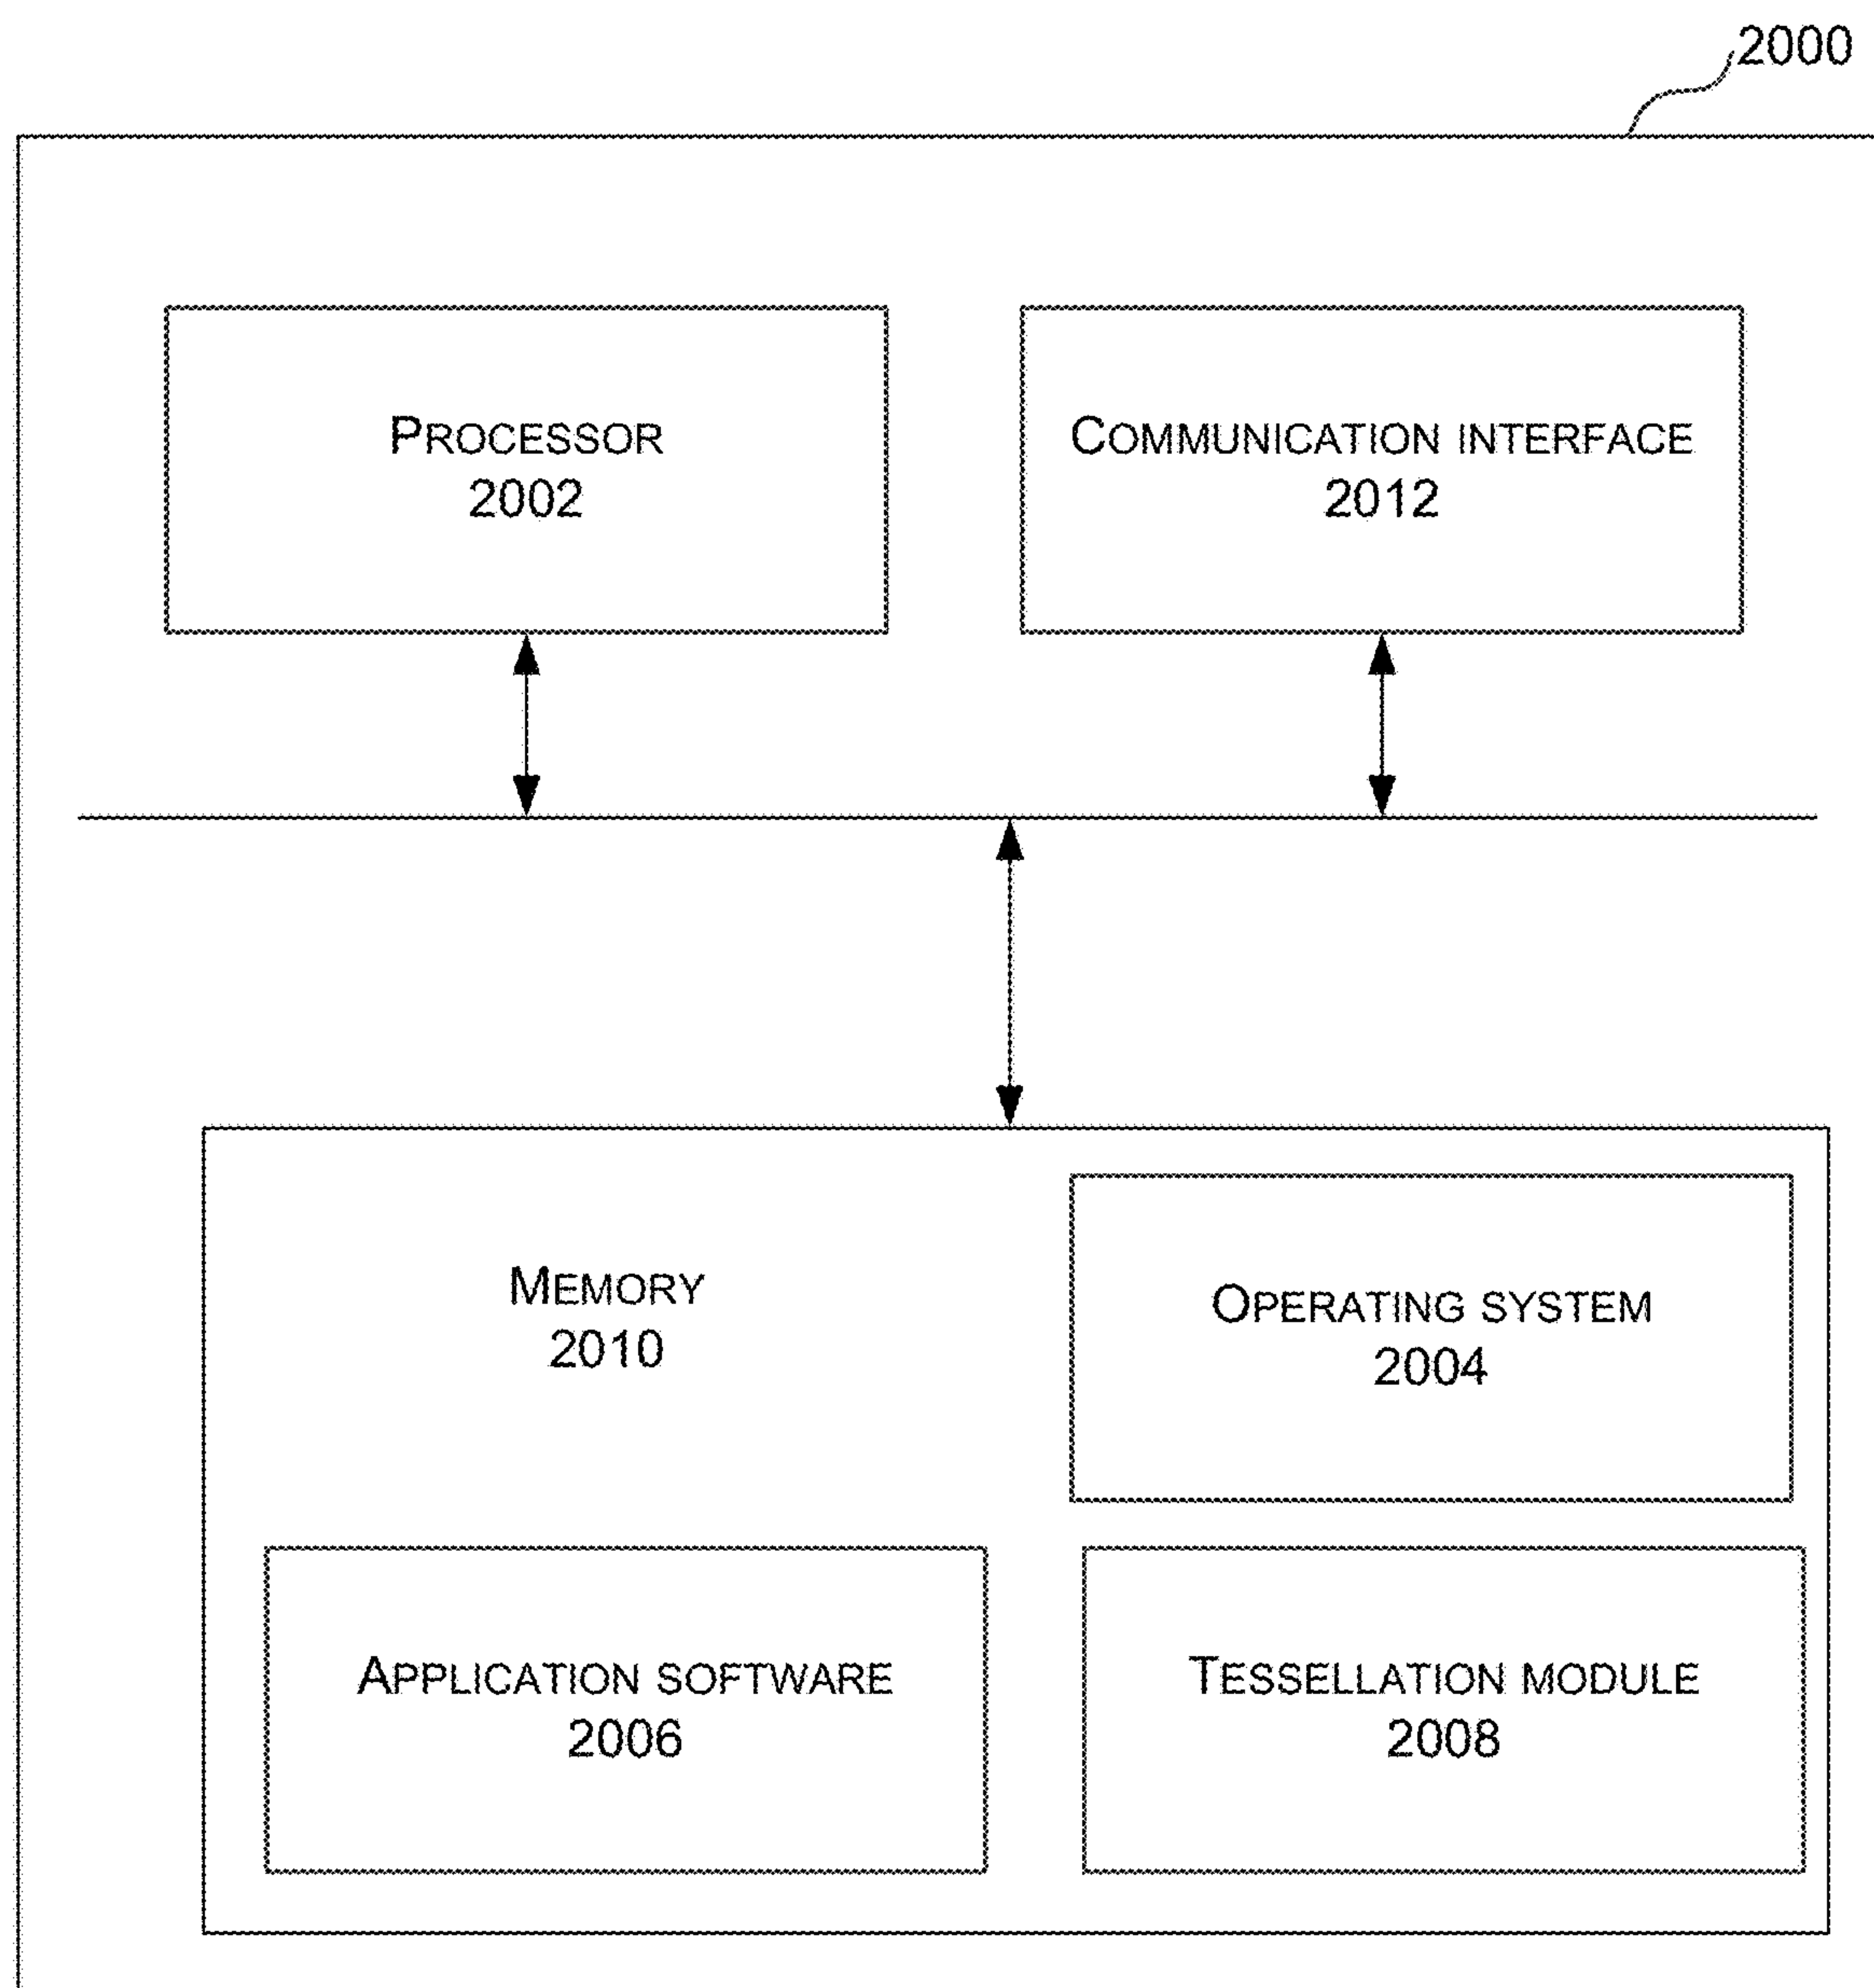 2000
PROCESSOR
2002
COMMUNICATION INTERFACE
2012
MEMORY
2010
OPERATING SYSTEM
2004
APPLICATION SOFTWARE
2006
TESSELLATION MODULE
2008